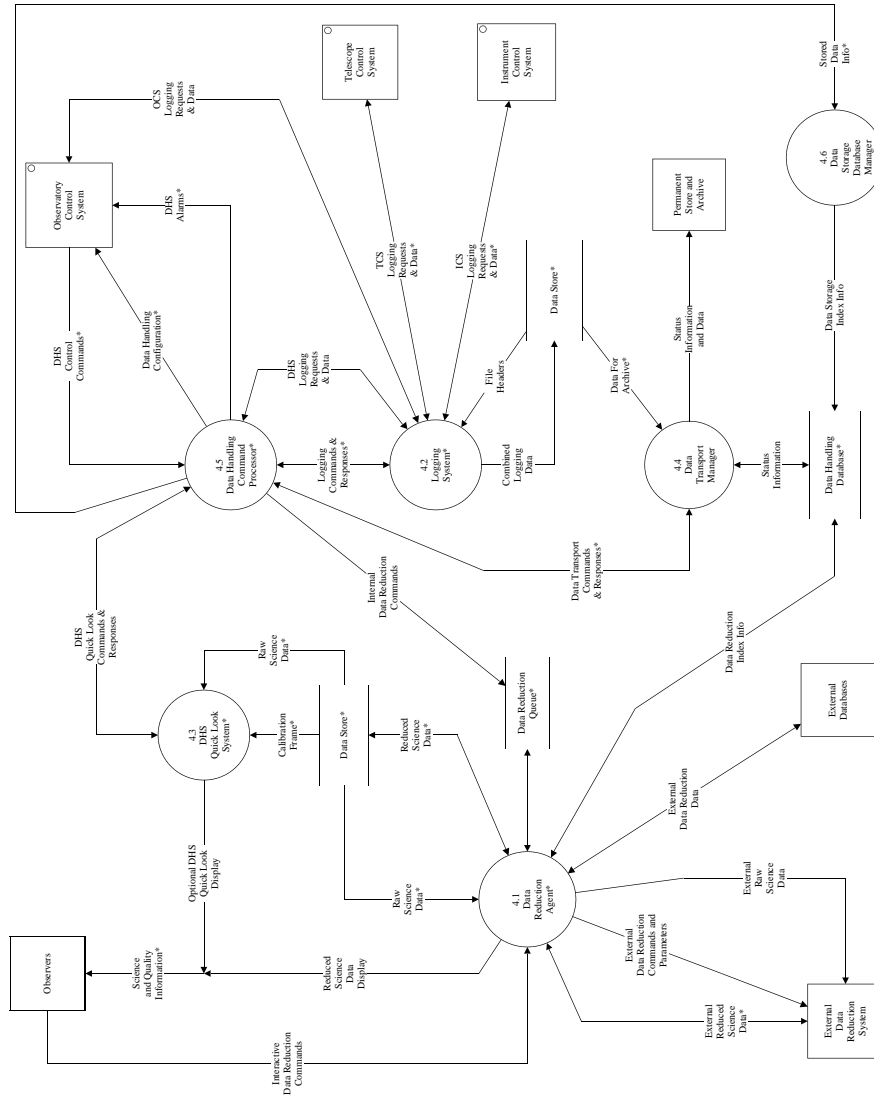 Observers
Science
and Quality
Information*
Interactive
Data Reduction
Commands
Reduced
Science
Data
Display
Optional DHS
Quick Look
Display
4.3
DHS
Quick Look
System*
DHS
Quick Look
Commands &
Responses
Raw
Science
Data*
Calibration
Frame*
Data Store*
Reduced
Science
Data*
Raw
Science
Data*
4.1
Data
Reduction
Agent*
Data Reduction
Queue*
Internal
Data Reduction
Commands
External
Data Reduction
Commands and
Parameters
External
Reduced
Science
Data*
External
Raw
Science
Data
External
Data
Reduction
System
External
Data Reduction
Data
External
Databases
Data Reduction
Index Info
Data Transport
Commands
& Responses*
4.5
Data Handling
Command
Processor*
DHS
Control
Commands*
Data Handling
Configuration*
DHS
Alarms*
Observatory
Control
System
OCS
Logging
Requests
& Data
DHS
Logging
Requests
& Data
Logging
Commands &
Responses*
4.2
Logging
System*
TCS
Logging
Requests
& Data*
Telescope
Control
System
ICS
Logging
Requests
& Data*
Instrument
Control
System
File
Headers
Combined
Logging
Data
Data Store*
Data For
Archive*
4.4
Data
Transport
Manager
Status
Information
and Data
Permanent
Store and
Archive
Status
Information
Data Handling
Database*
Data Storage
Index Info
4.6
Data
Storage
Database
Manager
Stored
Data
Info*